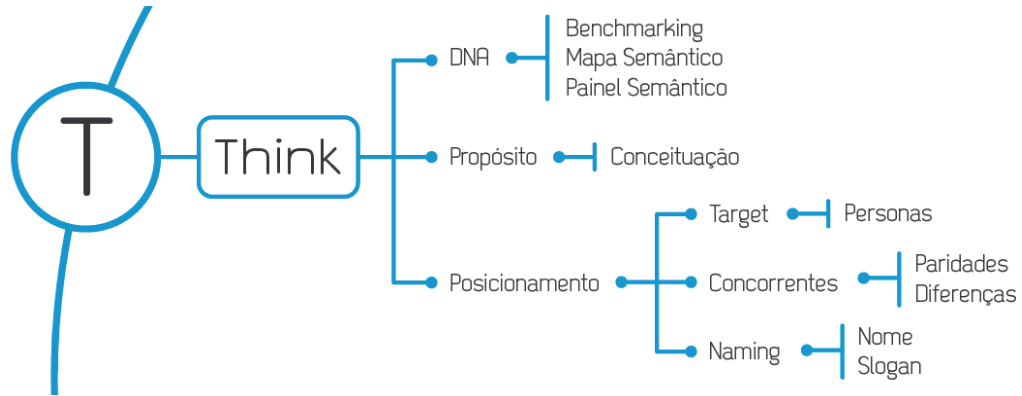 T
Think
DNA
Benchmarking
Mapa Semântico
Painel Semântico
Propósito
Conceituação
Posicionamento
Target
Personas
Concorrentes
Paridades
Diferenças
Naming
Nome
Slogan